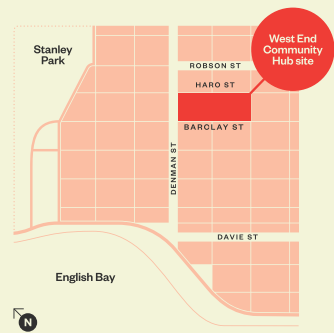 West End
Community
Hub site
Stanley
Park
ROBSON ST
HARO ST
BARCLAY ST
DENMAN ST
DAVIE ST
English Bay
N